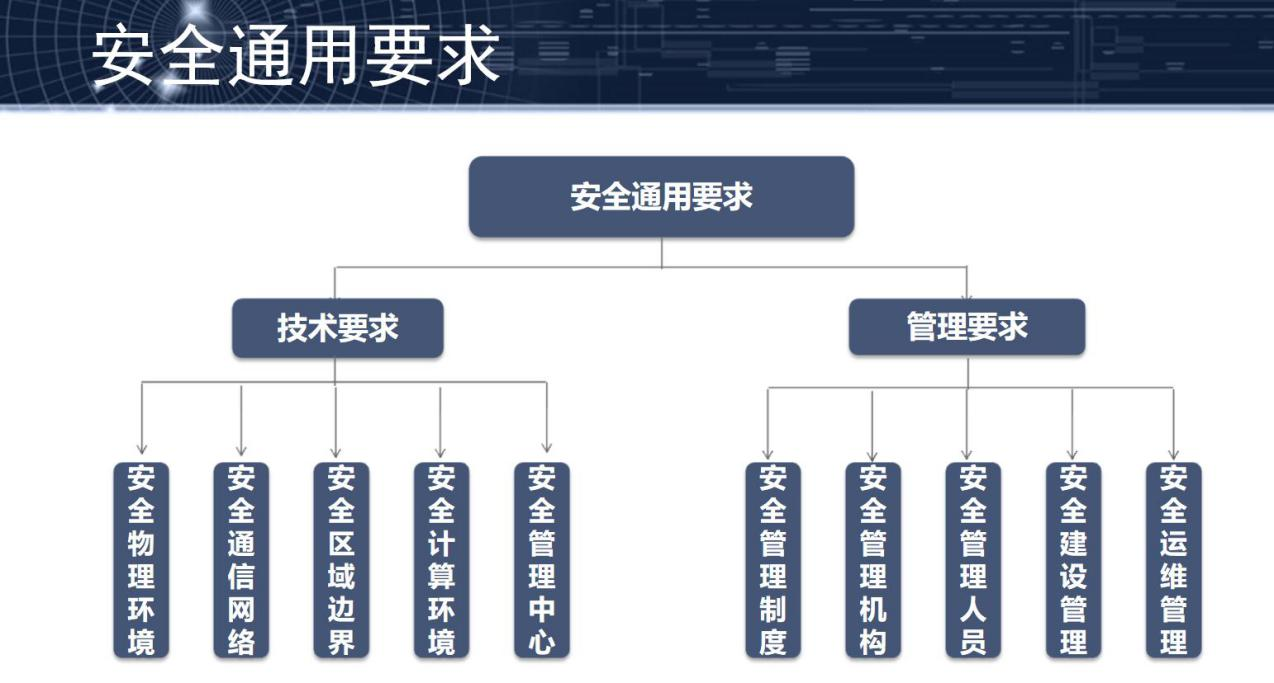 安全通用要求
安全通用要求
技术要求
管理要求
安全物理环境
安全通信网络
安全区域边界
安全计算环境
安全管理中心
安全管理制度
安全管理机构
安全管理人员
安全建设管理
安全运维管理